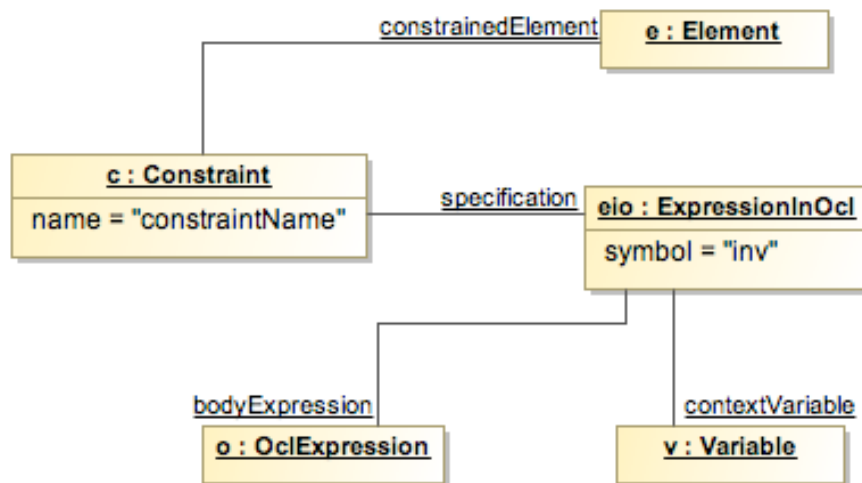 constrainedElement
e : Element
c : Constraint
name = "constraintName"
specification
eio : ExpressionInOcl
symbol = "inv"
bodyExpression
contextVariable
o : OclExpression
v : Variable